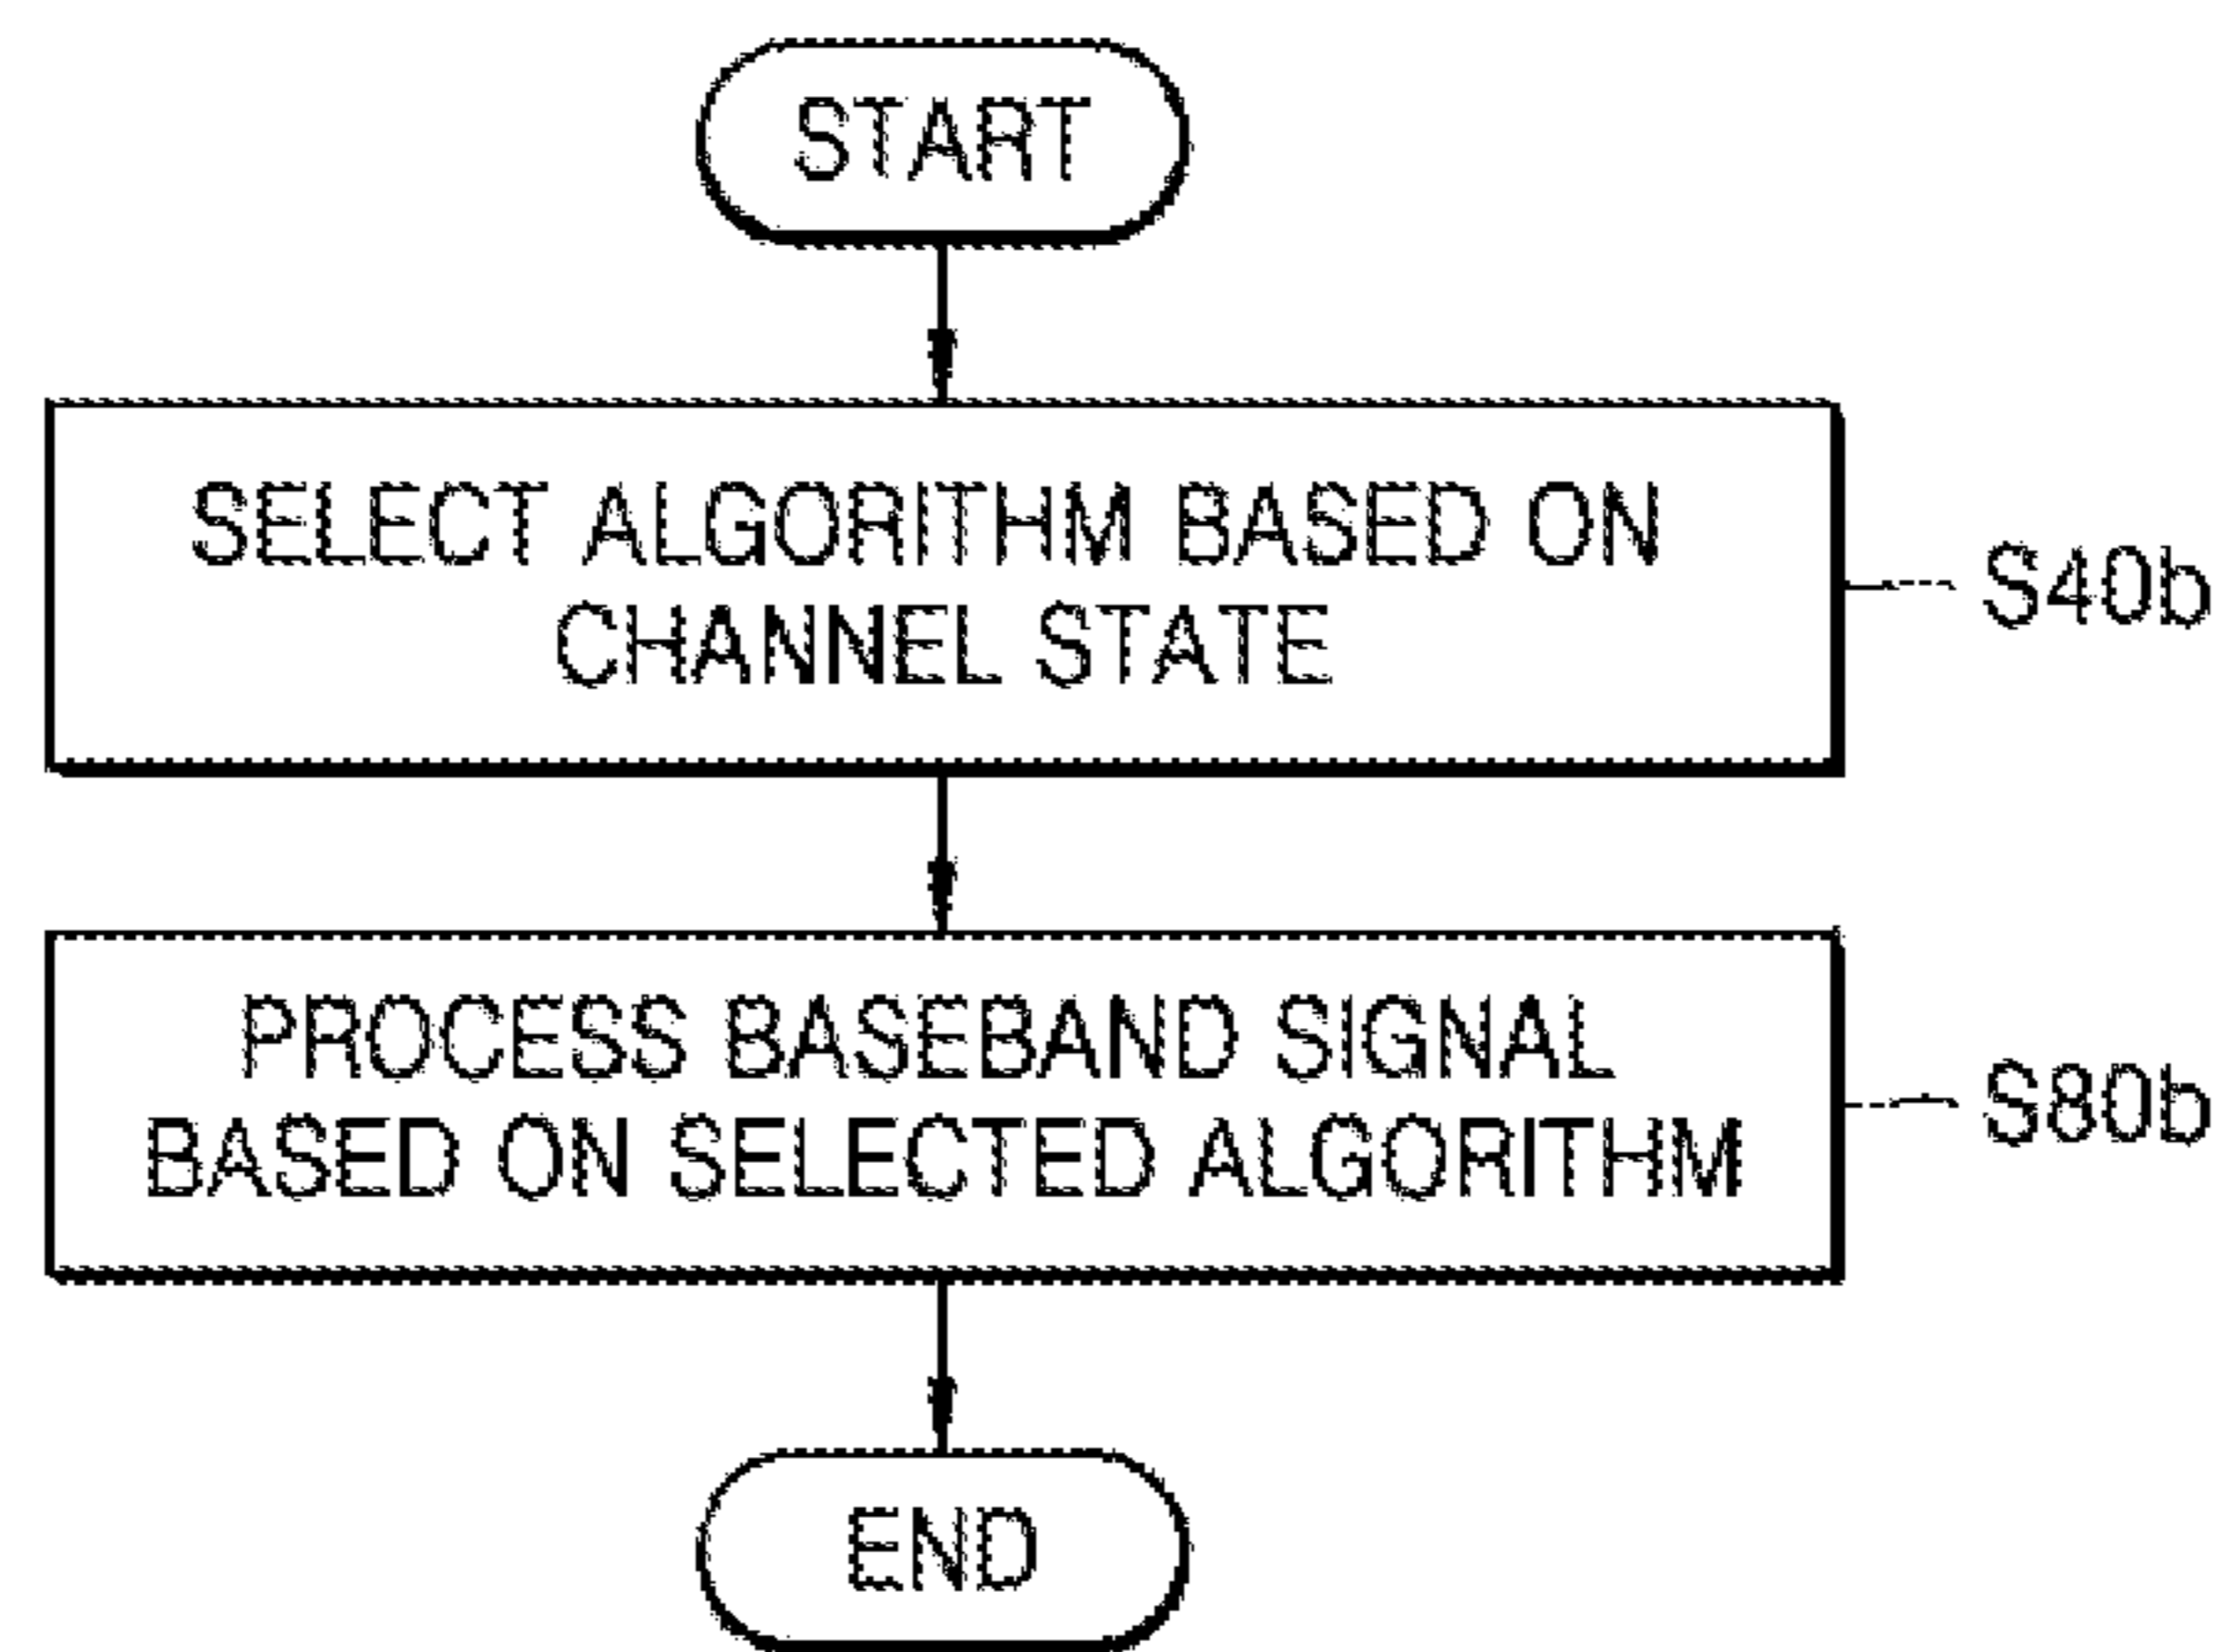 START
SELECT ALGORITHM BASED ON
CHANNEL STATE
S40b
PROCESS BASEBAND SIGNAL
BASED ON SELECTED ALGORITHM
S80b
END